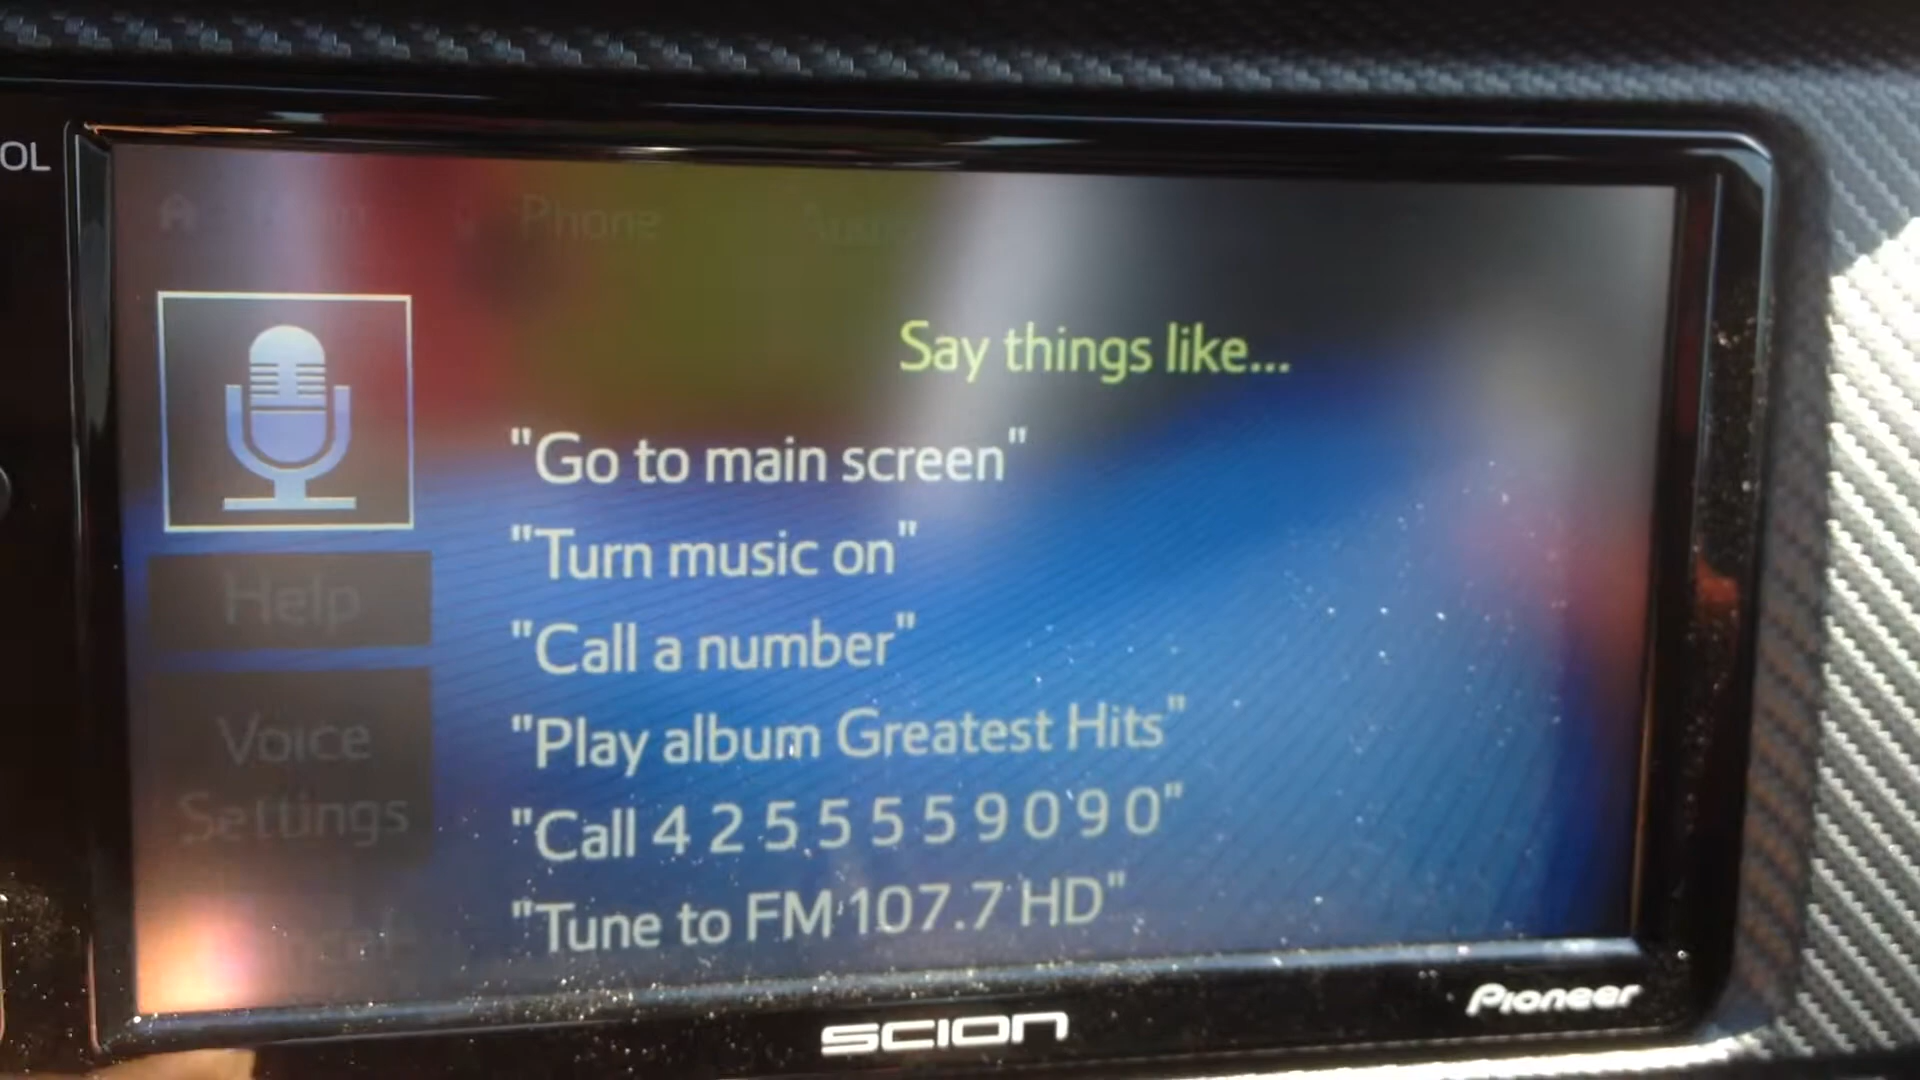 OL
Phone
Say things like...
"Go to main screen"
"Turn music on"
"Call a number"
"Play album Greatest Hits"
"Call 4 2 5 5 5 5 9 0 9 0"
"Tune to FM 107.7 HD"
Help
Voice
Settings
Pioneer
SCION